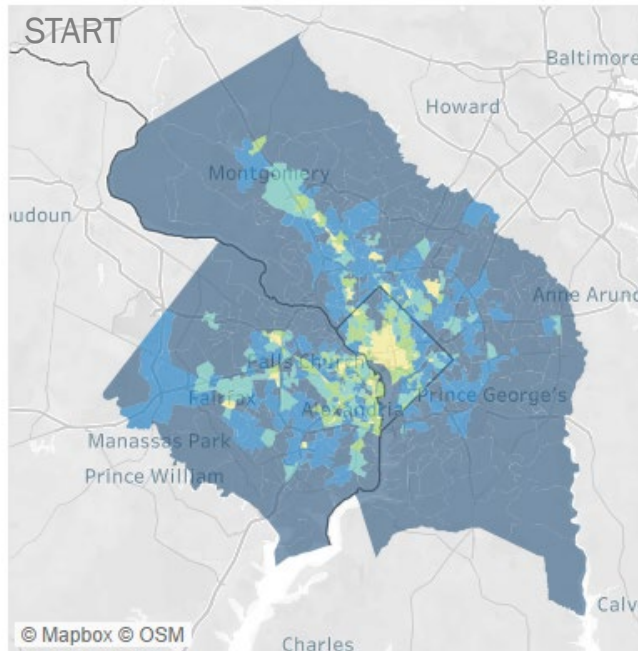 START
Baltimore
Howard
Montgomery
oudoun
Anne Arund
Falls Church
Fairfax
Alexandria
Prince George's
Manassas Park
Prince William
Calv
© Mapbox © OSM
Charles